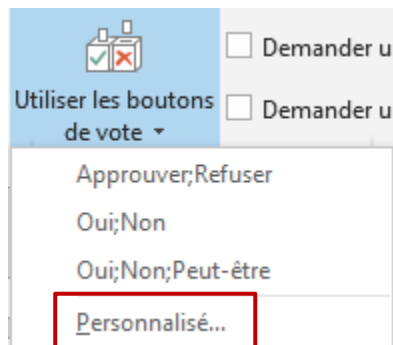 Utiliser les boutons
de vote
Demander u
Demander u
Approuver;Refuser
Oui;Non
Oui;Non;Peut-être
Personnalisé...